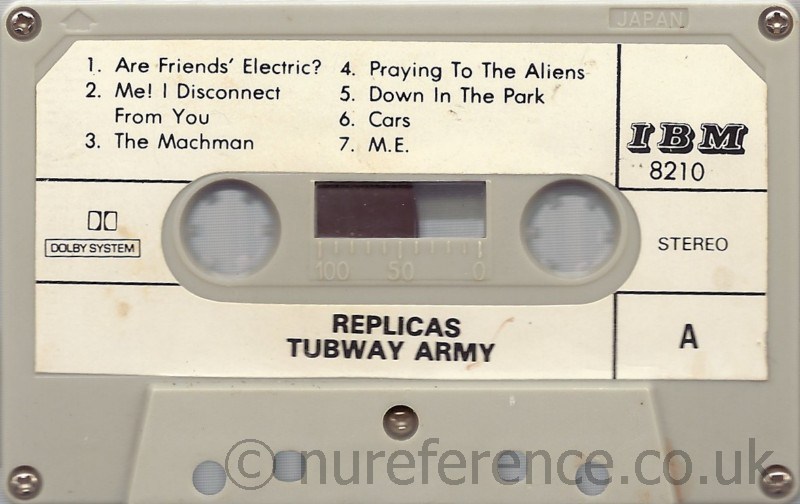 JAPAN
1. Are Friends' Electric?
2. Me! I Disconnect
From You
3. The Machman
4. Praying To The Aliens
5. Down In The Park
6. Cars
7. M.E.
IBM
8210
DOLBY SYSTEM
100 50 0
STEREO
REPLICAS
TUBWAY ARMY
A
© nureference.co.uk